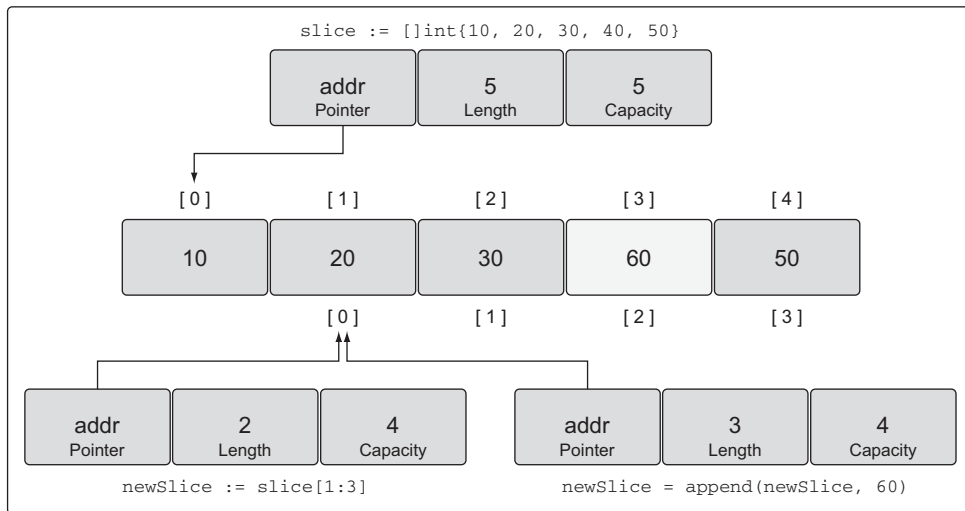 slice := []int{10, 20, 30, 40, 50}
addr 5 5
Pointer Length Capacity
[0] [1] [2] [3] [4]
10 20 30 60 50
[0] [1] [2] [3]
addr 2 4 addr 3 4
Pointer Length Capacity Pointer Length Capacity
newSlice := slice[1:3] newSlice = append(newSlice, 60)